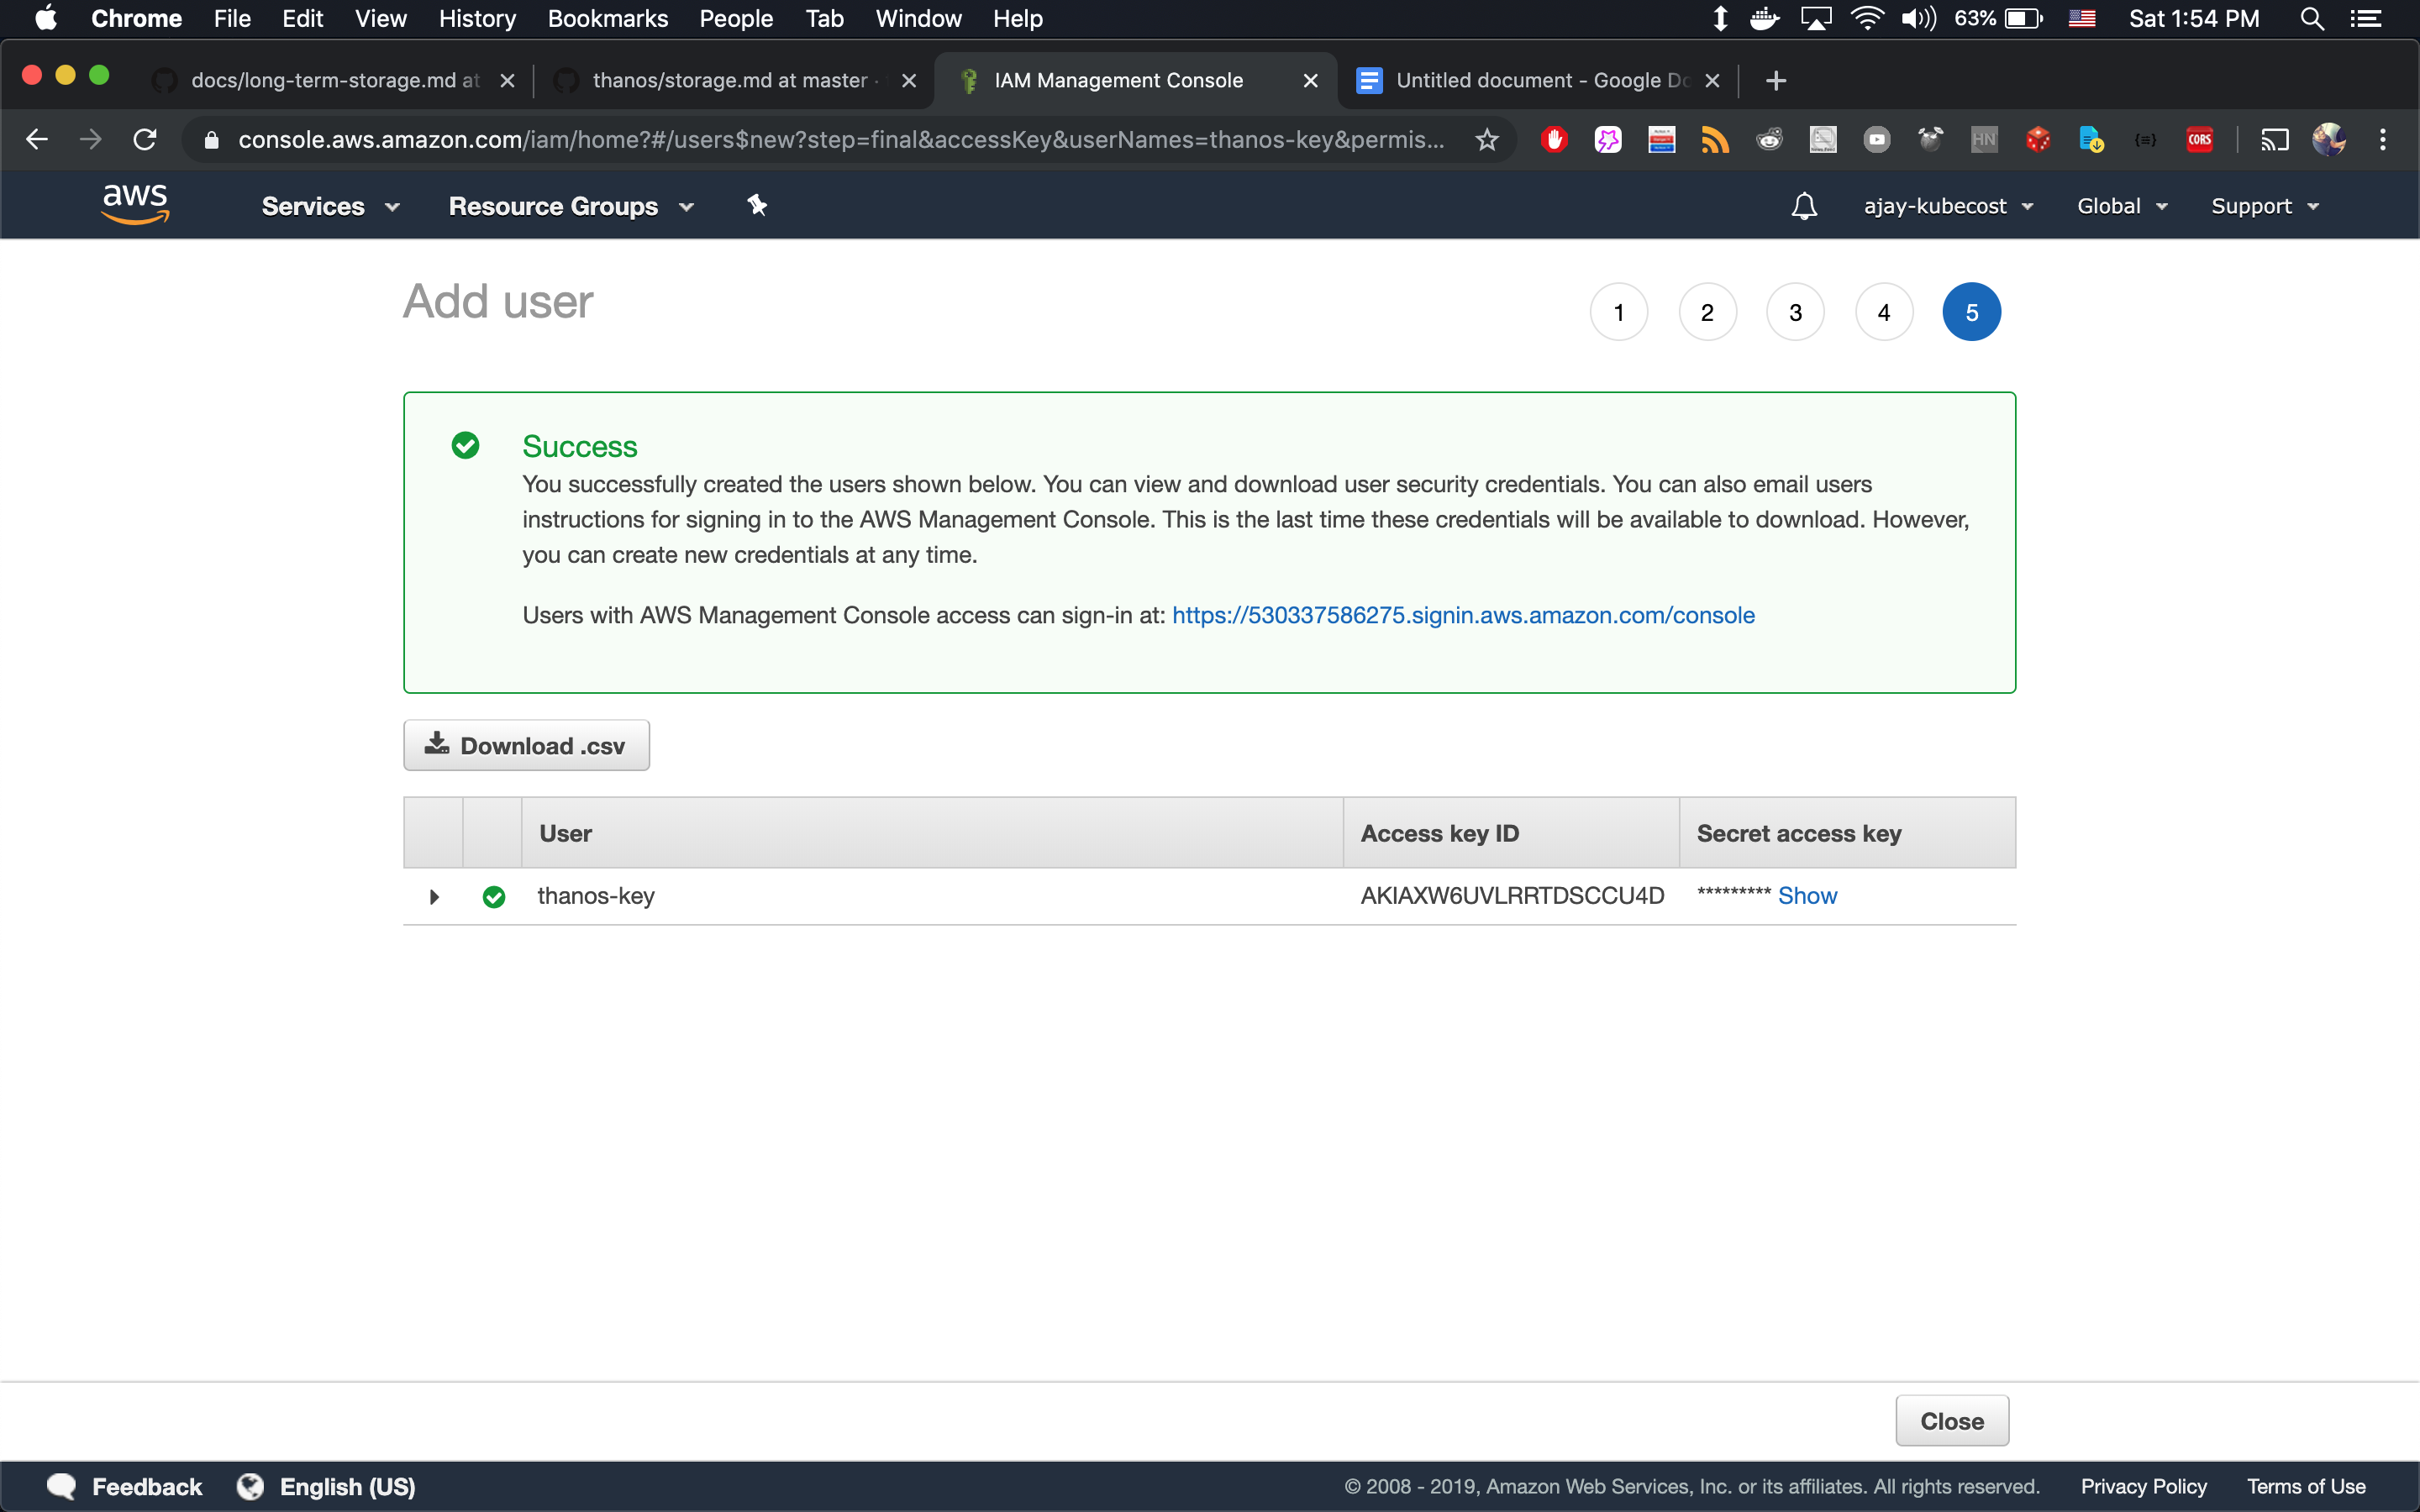 Chrome File Edit View History Bookmarks People Tab Window Help 63% Sat 1:54 PM
docs/long-term-storage.md at thanos/storage.md at master · IAM Management Console Untitled document - Google Do
console.aws.amazon.com/iam/home?#/users$new?step=final&accessKey&userNames=thanos-key&permis... HN CORS
aws Services Resource Groups ajay-kubecost Global Support
Add user 1 2 3 4 5
Success
You successfully created the users shown below. You can view and download user security credentials. You can also email users
instructions for signing in to the AWS Management Console. This is the last time these credentials will be available to download. However,
you can create new credentials at any time.
Users with AWS Management Console access can sign-in at: https://530337586275.signin.aws.amazon.com/console
Download .csv
User Access key ID Secret access key
thanos-key AKIAXW6UVLRRTDSCCU4D ********* Show
Close
Feedback English (US) © 2008 - 2019, Amazon Web Services, Inc. or its affiliates. All rights reserved. Privacy Policy Terms of Use